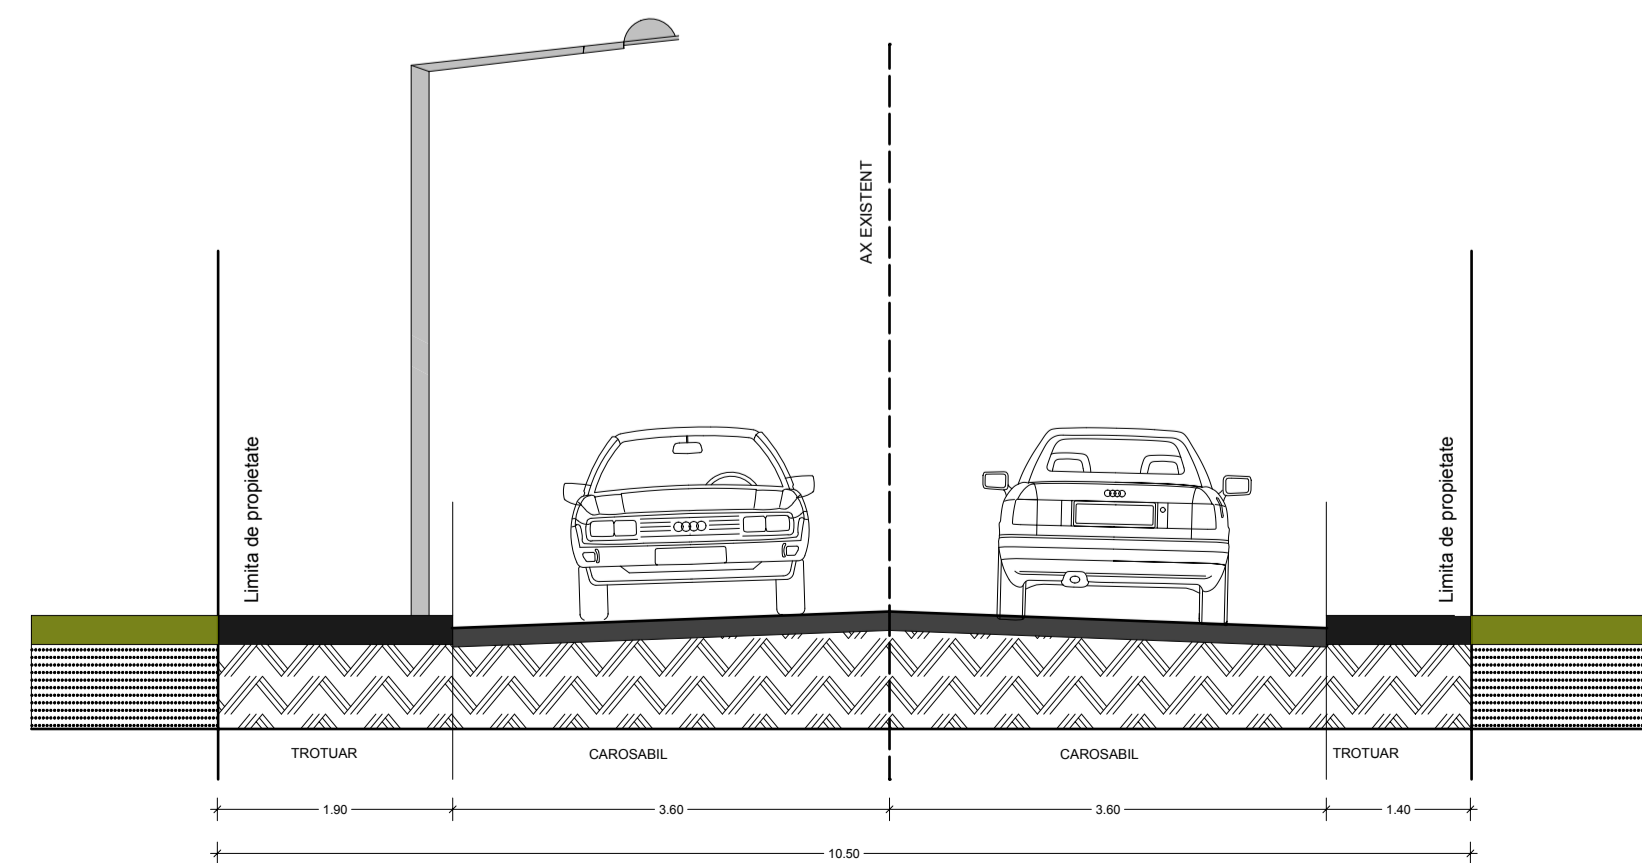 AX EXISTENT
Limita de propietate
Limita de propietate
TROTUAR
CAROSABIL
CAROSABIL
TROTUAR
1.90
3.60
3.60
1.40
10.50